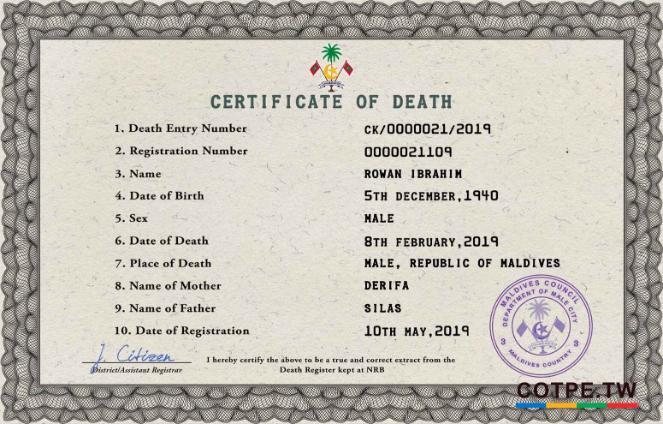 CERTIFICATE OF DEATH
1. Death Entry Number CK/0000021/2019
2. Registration Number 0000021109
3. Name ROWAN IBRAHIM
4. Date of Birth 5TH DECEMBER,1940
5. Sex MALE
6. Date of Death 8TH FEBRUARY,2019
7. Place of Death MALE, REPUBLIC OF MALDIVES
8. Name of Mother DERIFA
9. Name of Father SILAS
10. Date of Registration 10TH MAY,2019
MALDIVES COUNCIL
DEPARTMENT OF MALE CITY
3 3
MALDIVES COUNTRY
J. Citizen
District/Assistant Registrar
I hereby certify the above to be a true and correct extract from the
Death Register kept at NRB
COTPE.TW